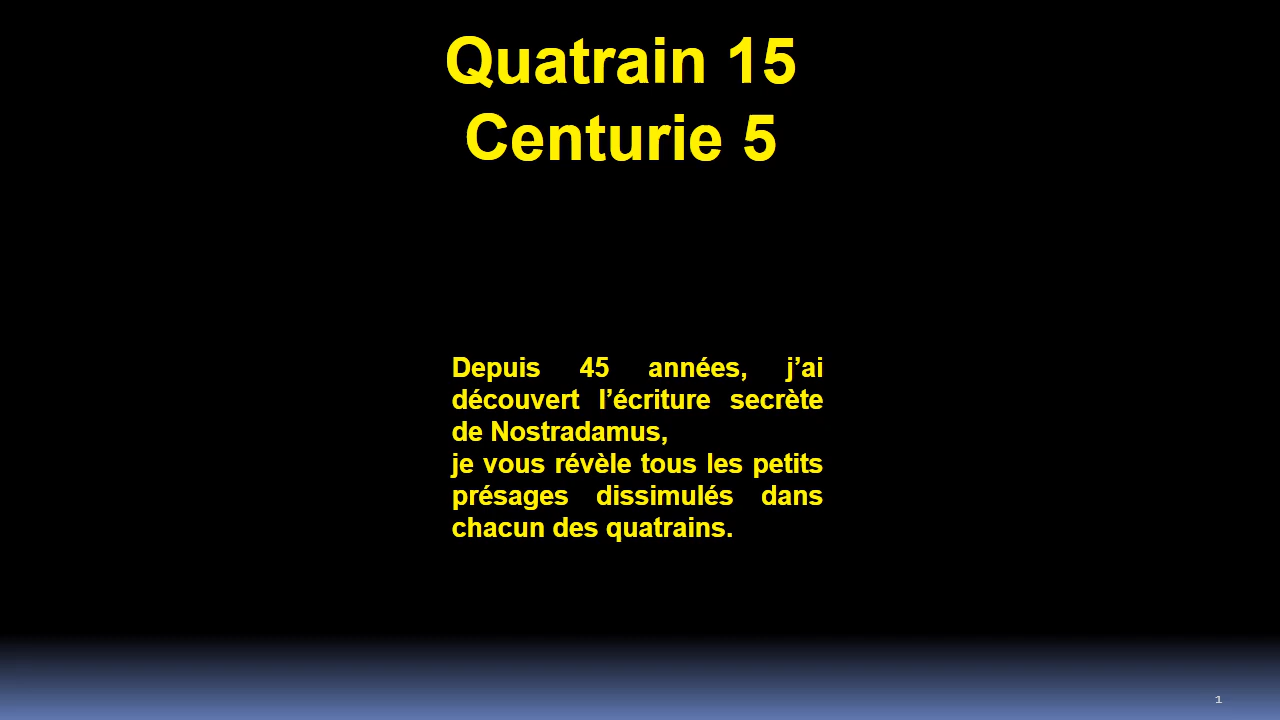 Quatrain 15
Centurie 5
Depuis 45 années, j’ai
découvert l’écriture secrète
de Nostradamus,
je vous révèle tous les petits
présages dissimulés dans
chacun des quatrains.
1